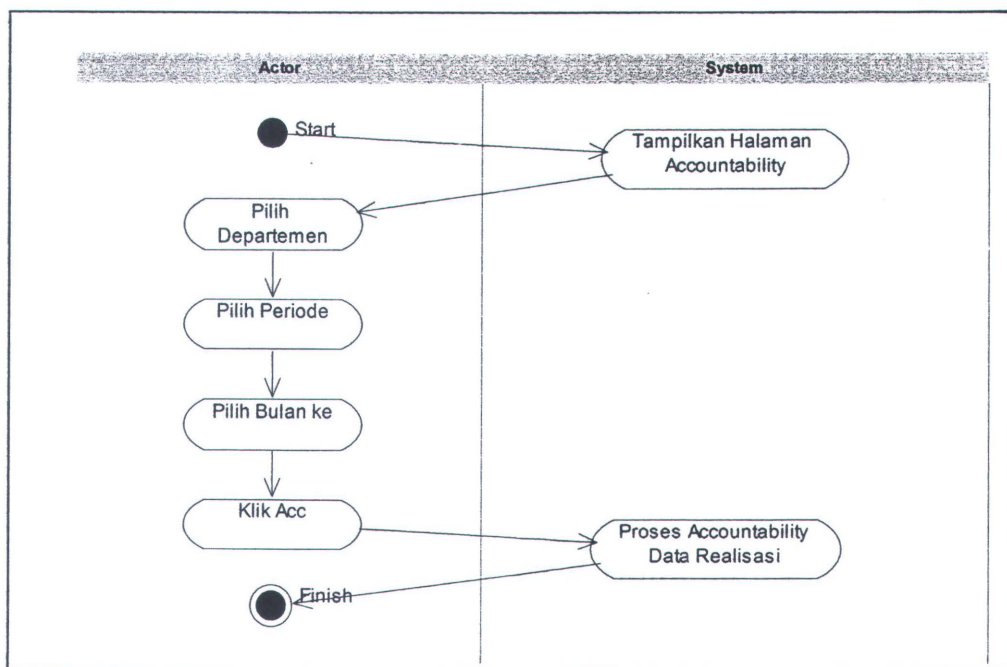 Actor
System
Start
Tampilkan Halaman
Accountability
Pilih
Departemen
Pilih Periode
Pilih Bulan ke
Klik Acc
Proses Accountability
Data Realisasi
Finish